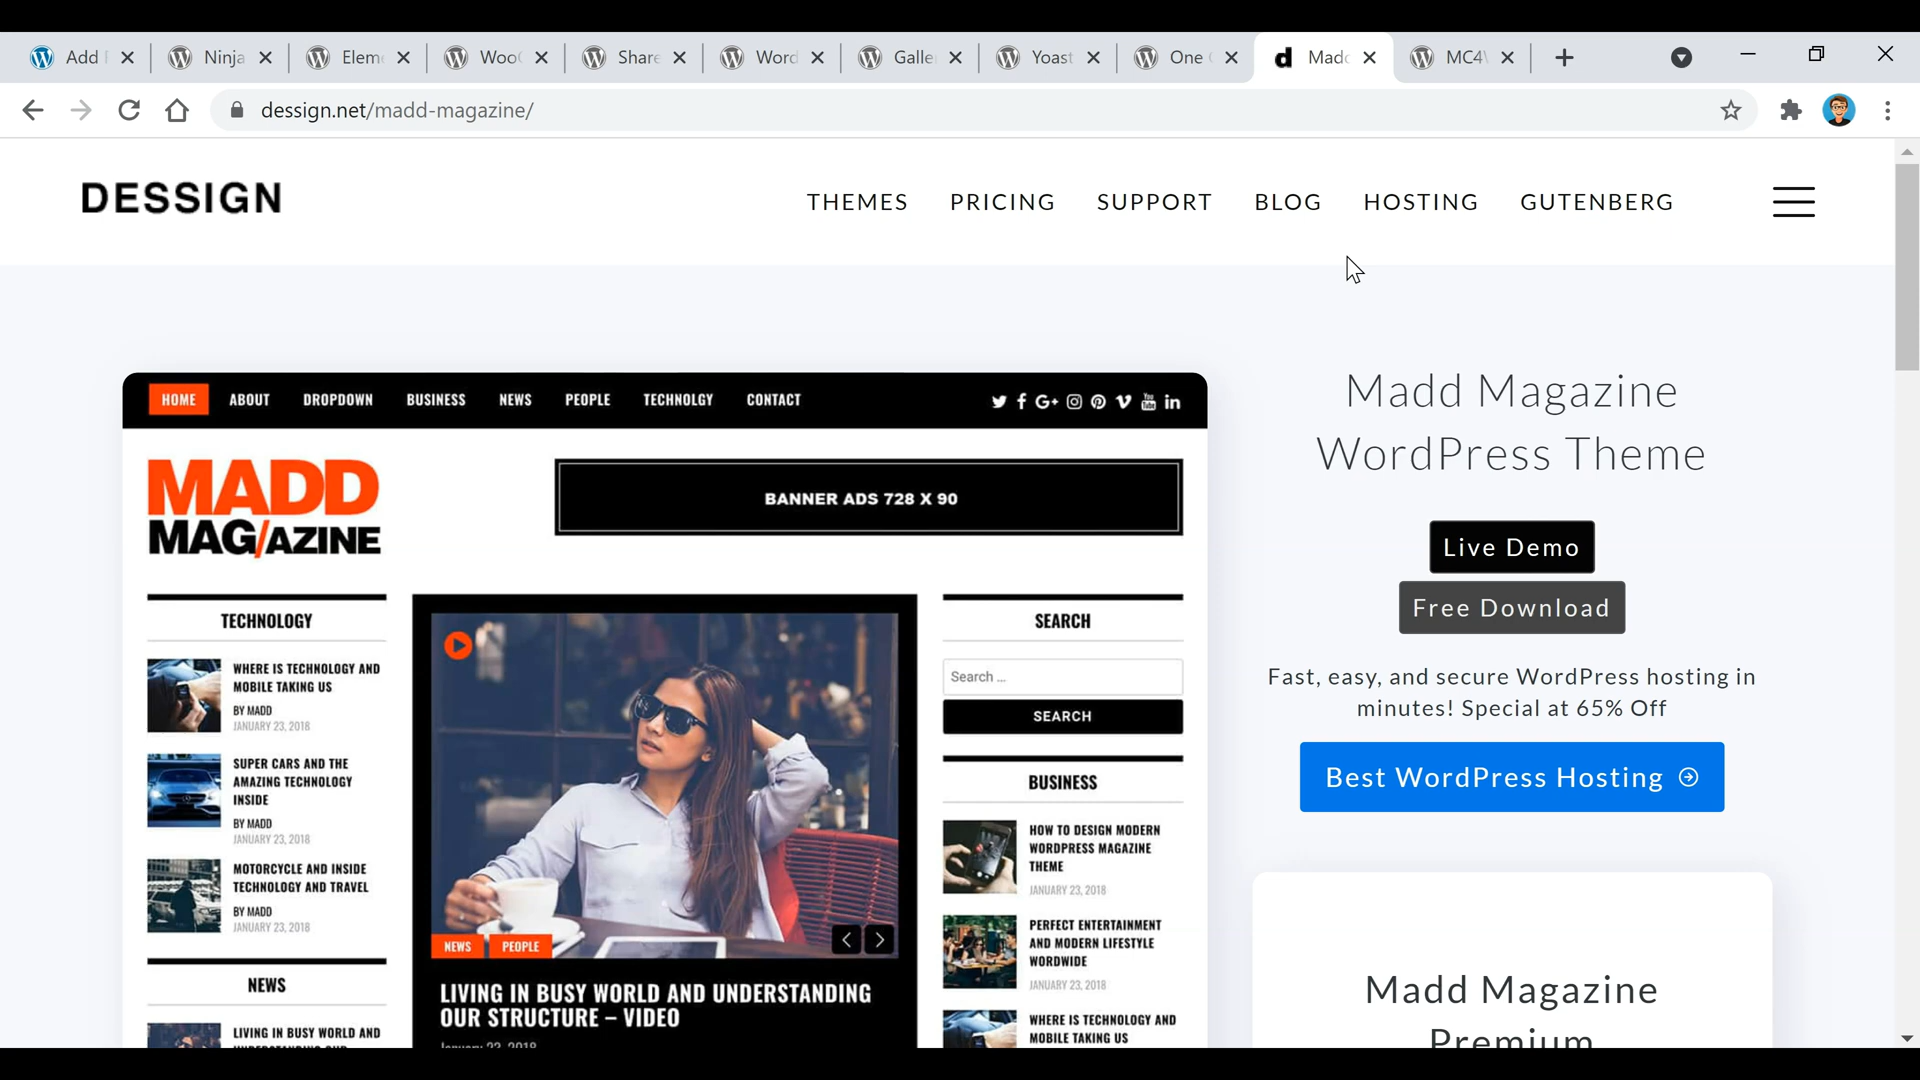 Add
Ninja
Elem
Woo
Share
Word
Galle
Yoast
One
Madd
MC4
dessign.net/madd-magazine/
DESSIGN
THEMES
PRICING
SUPPORT
BLOG
HOSTING
GUTENBERG
HOME
ABOUT
DROPDOWN
BUSINESS
NEWS
PEOPLE
TECHNOLGY
CONTACT
MADD
MAG/AZINE
BANNER ADS 728 X 90
TECHNOLOGY
WHERE IS TECHNOLOGY AND
MOBILE TAKING US
BY MADD
JANUARY 23, 2018
SUPER CARS AND THE
AMAZING TECHNOLOGY
INSIDE
BY MADD
JANUARY 23, 2018
MOTORCYCLE AND INSIDE
TECHNOLOGY AND TRAVEL
BY MADD
JANUARY 23, 2018
NEWS
LIVING IN BUSY WORLD AND
NEWS
PEOPLE
LIVING IN BUSY WORLD AND UNDERSTANDING
OUR STRUCTURE – VIDEO
January 23, 2018
SEARCH
Search ...
SEARCH
BUSINESS
HOW TO DESIGN MODERN
WORDPRESS MAGAZINE
THEME
JANUARY 23, 2018
PERFECT ENTERTAINMENT
AND MODERN LIFESTYLE
WORDWIDE
JANUARY 23, 2018
WHERE IS TECHNOLOGY AND
MOBILE TAKING US
Madd Magazine
WordPress Theme
Live Demo
Free Download
Fast, easy, and secure WordPress hosting in
minutes! Special at 65% Off
Best WordPress Hosting
Madd Magazine
Premium